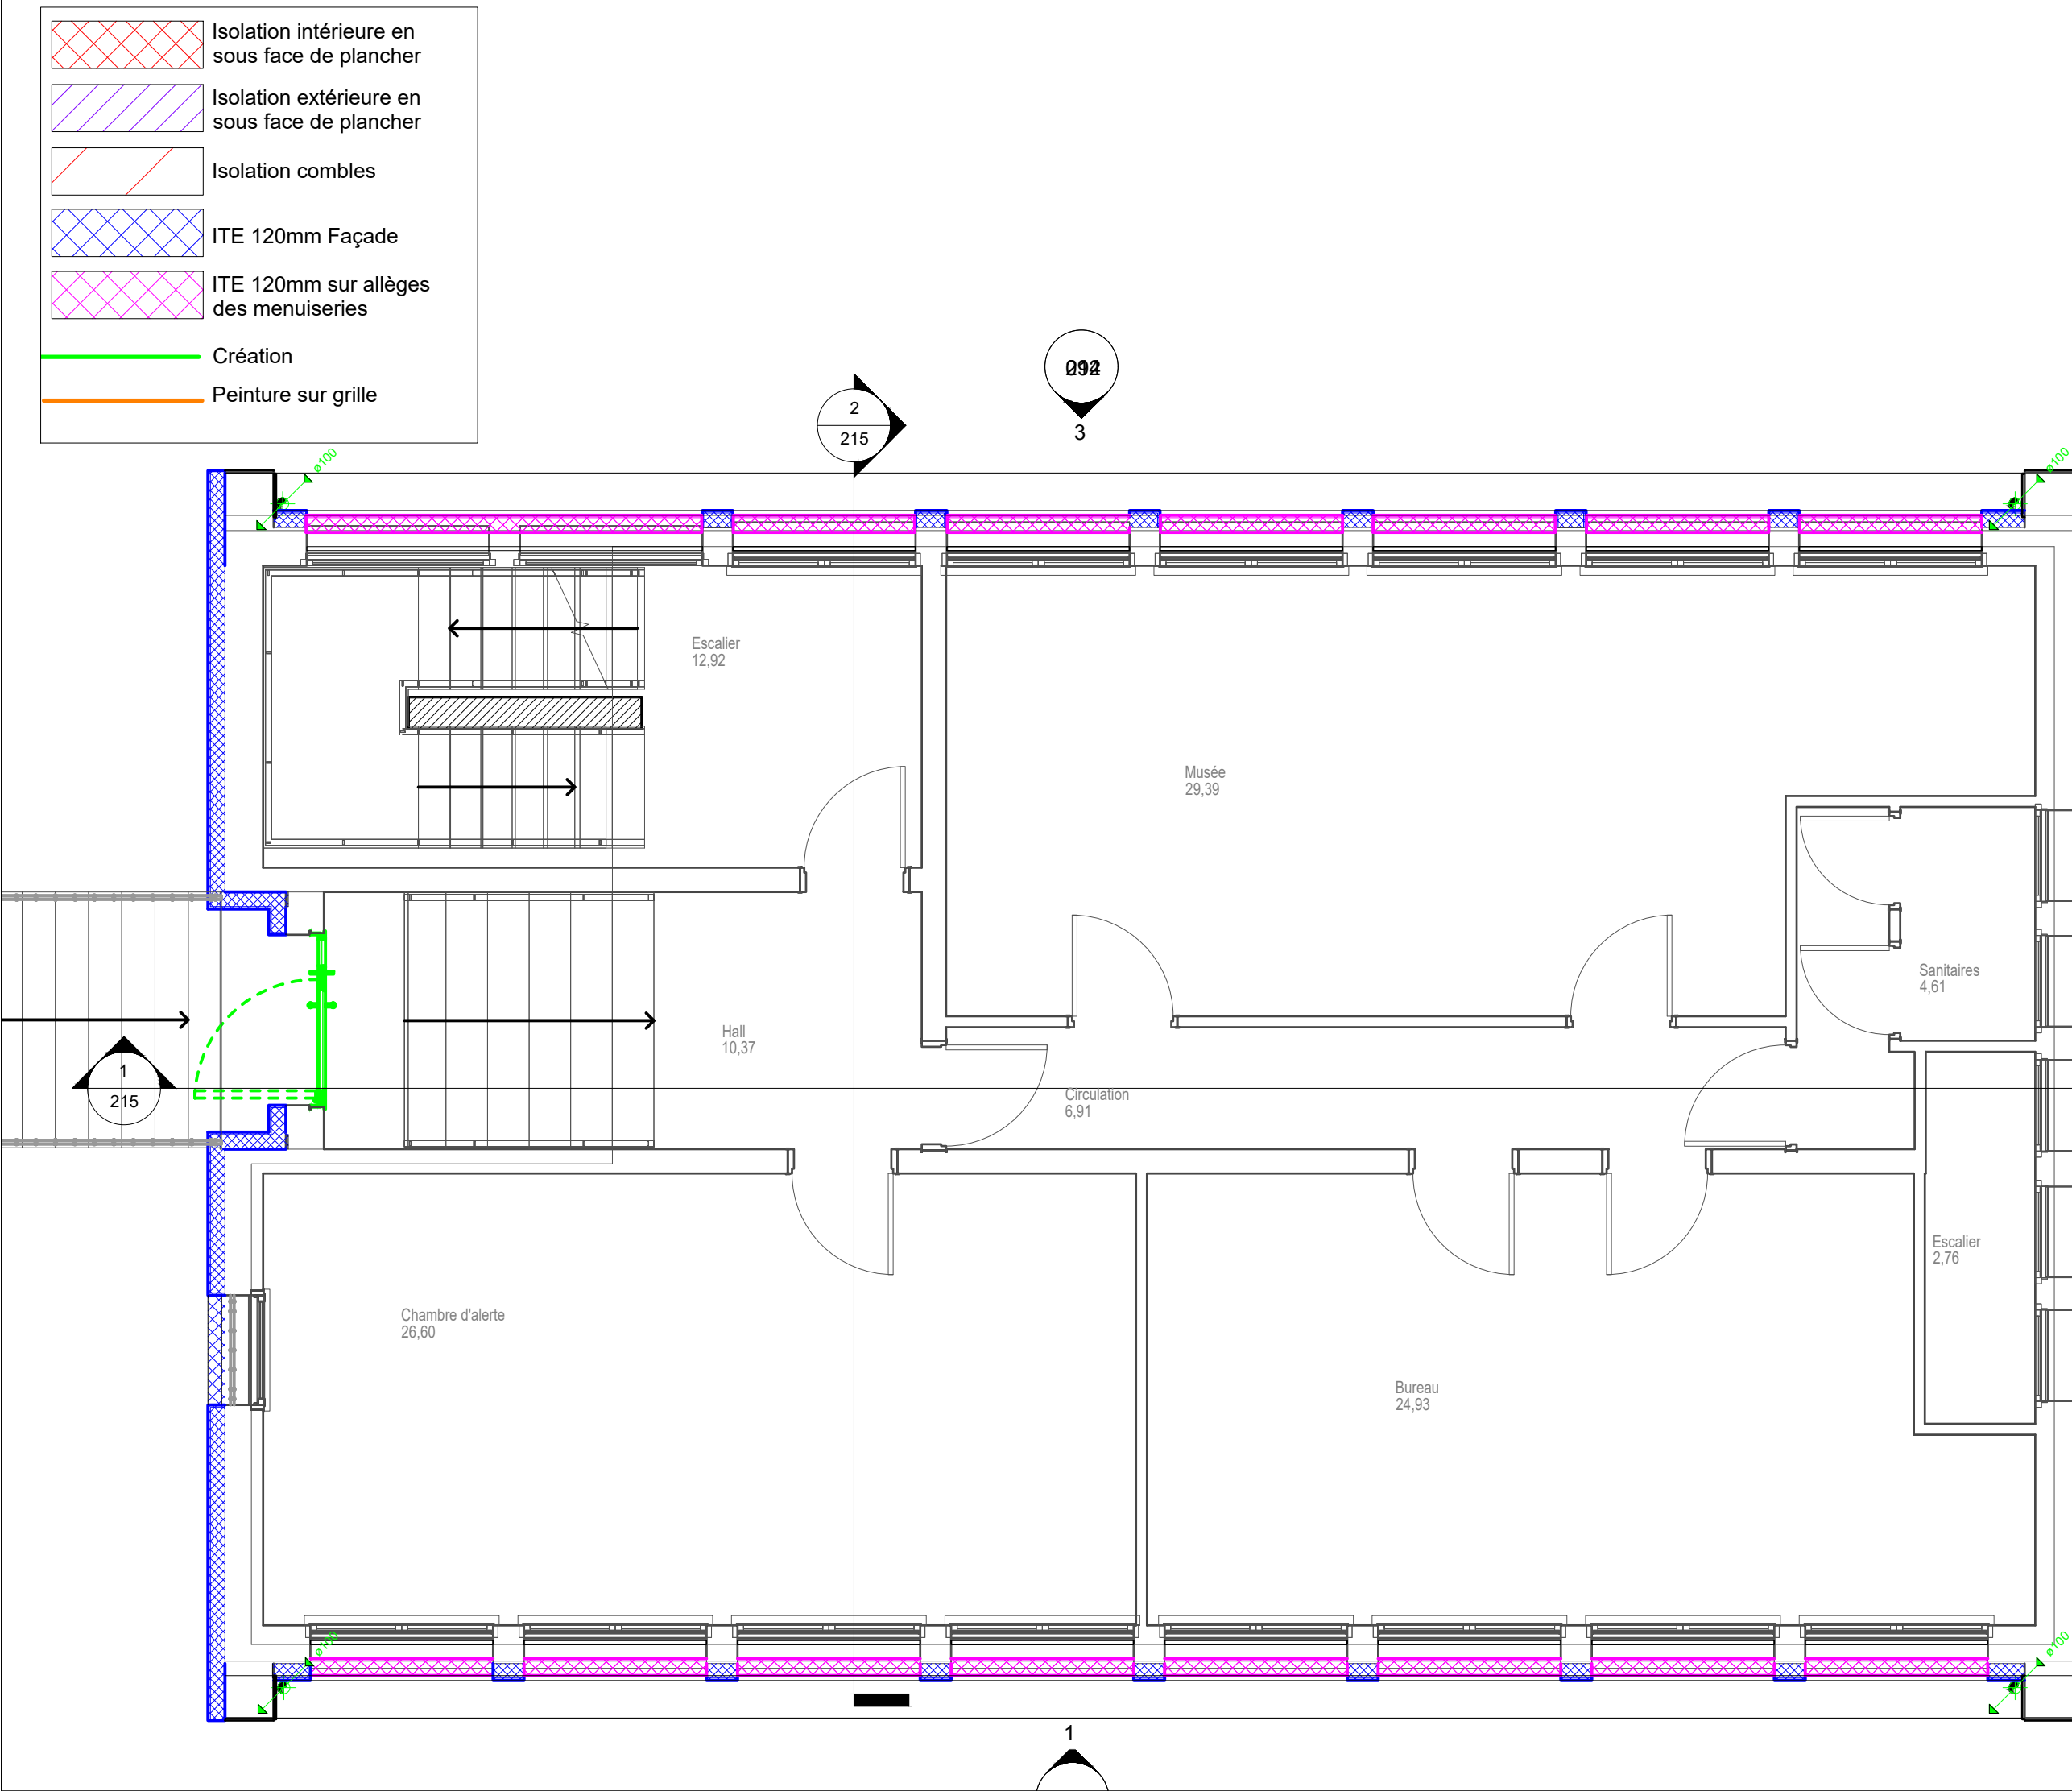 Isolation intérieure en
sous face de plancher
Isolation extérieure en
sous face de plancher
Isolation combles
ITE 120mm Façade
ITE 120mm sur allèges
des menuiseries
Création
Peinture sur grille
3
2
215
ø100
ø100
Escalier
12,92
Musée
29,39
Sanitaires
4,61
Hall
10,37
1
215
Circulation
6,91
Escalier
2,76
Chambre d'alerte
26,60
Bureau
24,93
ø100
ø100
1